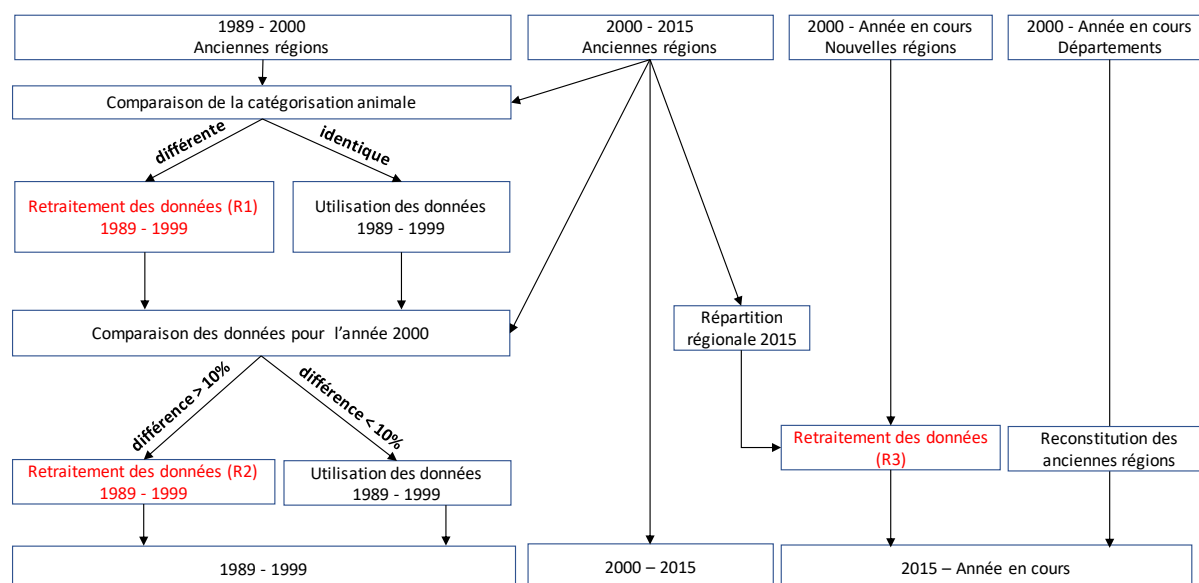 1989 - 2000
Anciennes régions
2000 - 2015
Anciennes régions
2000 - Année en cours
Nouvelles régions
2000 - Année en cours
Départements
Comparaison de la catégorisation animale
différente
identique
Retraitement des données (R1)
1989 - 1999
Utilisation des données
1989 - 1999
Comparaison des données pour l'année 2000
Répartition
régionale 2015
différence > 10%
différence < 10%
Retraitement des données (R2)
1989 - 1999
Utilisation des données
1989 - 1999
Retraitement des données
(R3)
Reconstitution des
anciennes régions
1989 - 1999
2000 – 2015
2015 – Année en cours